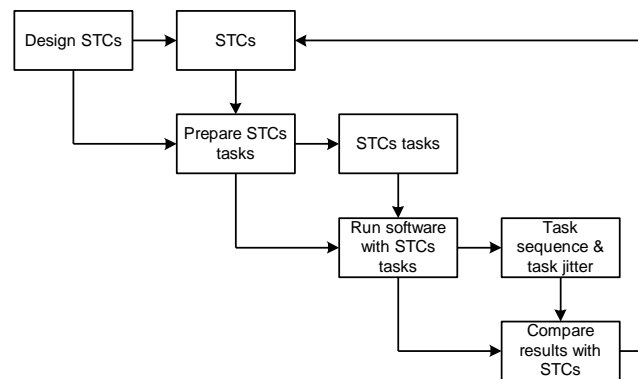 Design STCs
STCs
Prepare STCs
tasks
STCs tasks
Run software
with STCs
tasks
Task
sequence &
task jitter
Compare
results with
STCs